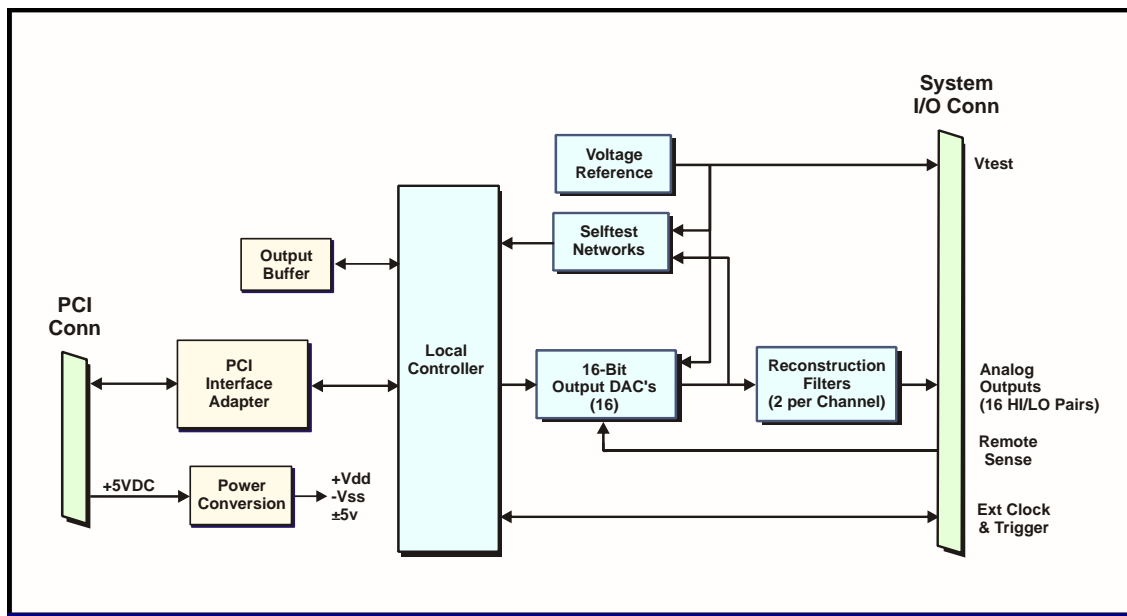 System
I/O Conn
Voltage
Reference
Vtest
Selftest
Networks
Output
Buffer
PCI
Conn
Local
Controller
PCI
Interface
Adapter
16-Bit
Output DAC's
(16)
Reconstruction
Filters
(2 per Channel)
Analog
Outputs
(16 HI/LO Pairs)
Remote
Sense
+5VDC
Power
Conversion
+Vdd
-Vss
±5v
Ext Clock
& Trigger